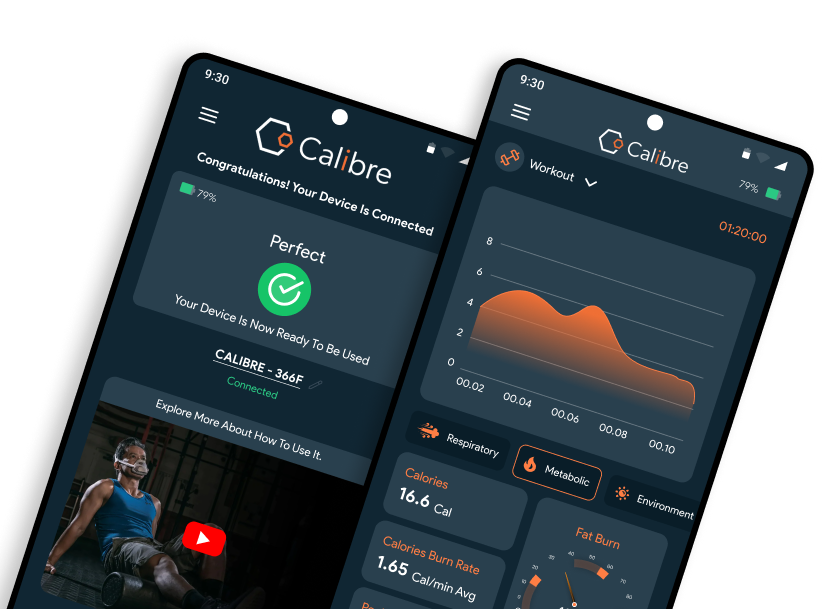 9:30
Calibre
Congratulations! Your Device Is Connected
79%
Perfect
Your Device Is Now Ready To Be Used
CALIBRE - 366F
Connected
Explore More About How To Use It.
9:30
Calibre
79%
Workout
01:20:00
8
6
4
2
0
00.02
00.04
00.06
00.08
00.10
Respiratory
Metabolic
Environment
Calories
16.6 Cal
Calories Burn Rate
1.65 Cal/min Avg
Fat Burn
20
30
40
50
60